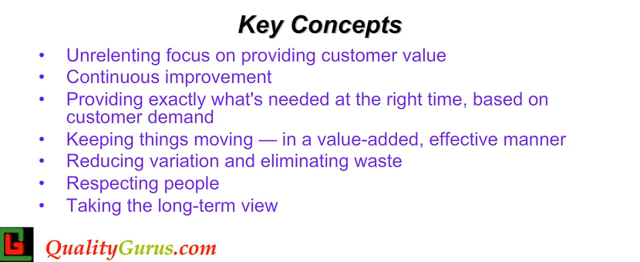 Key Concepts
• Unrelenting focus on providing customer value
• Continuous improvement
• Providing exactly what's needed at the right time, based on
customer demand
• Keeping things moving — in a value-added, effective manner
• Reducing variation and eliminating waste
• Respecting people
• Taking the long-term view
QualityGurus.com